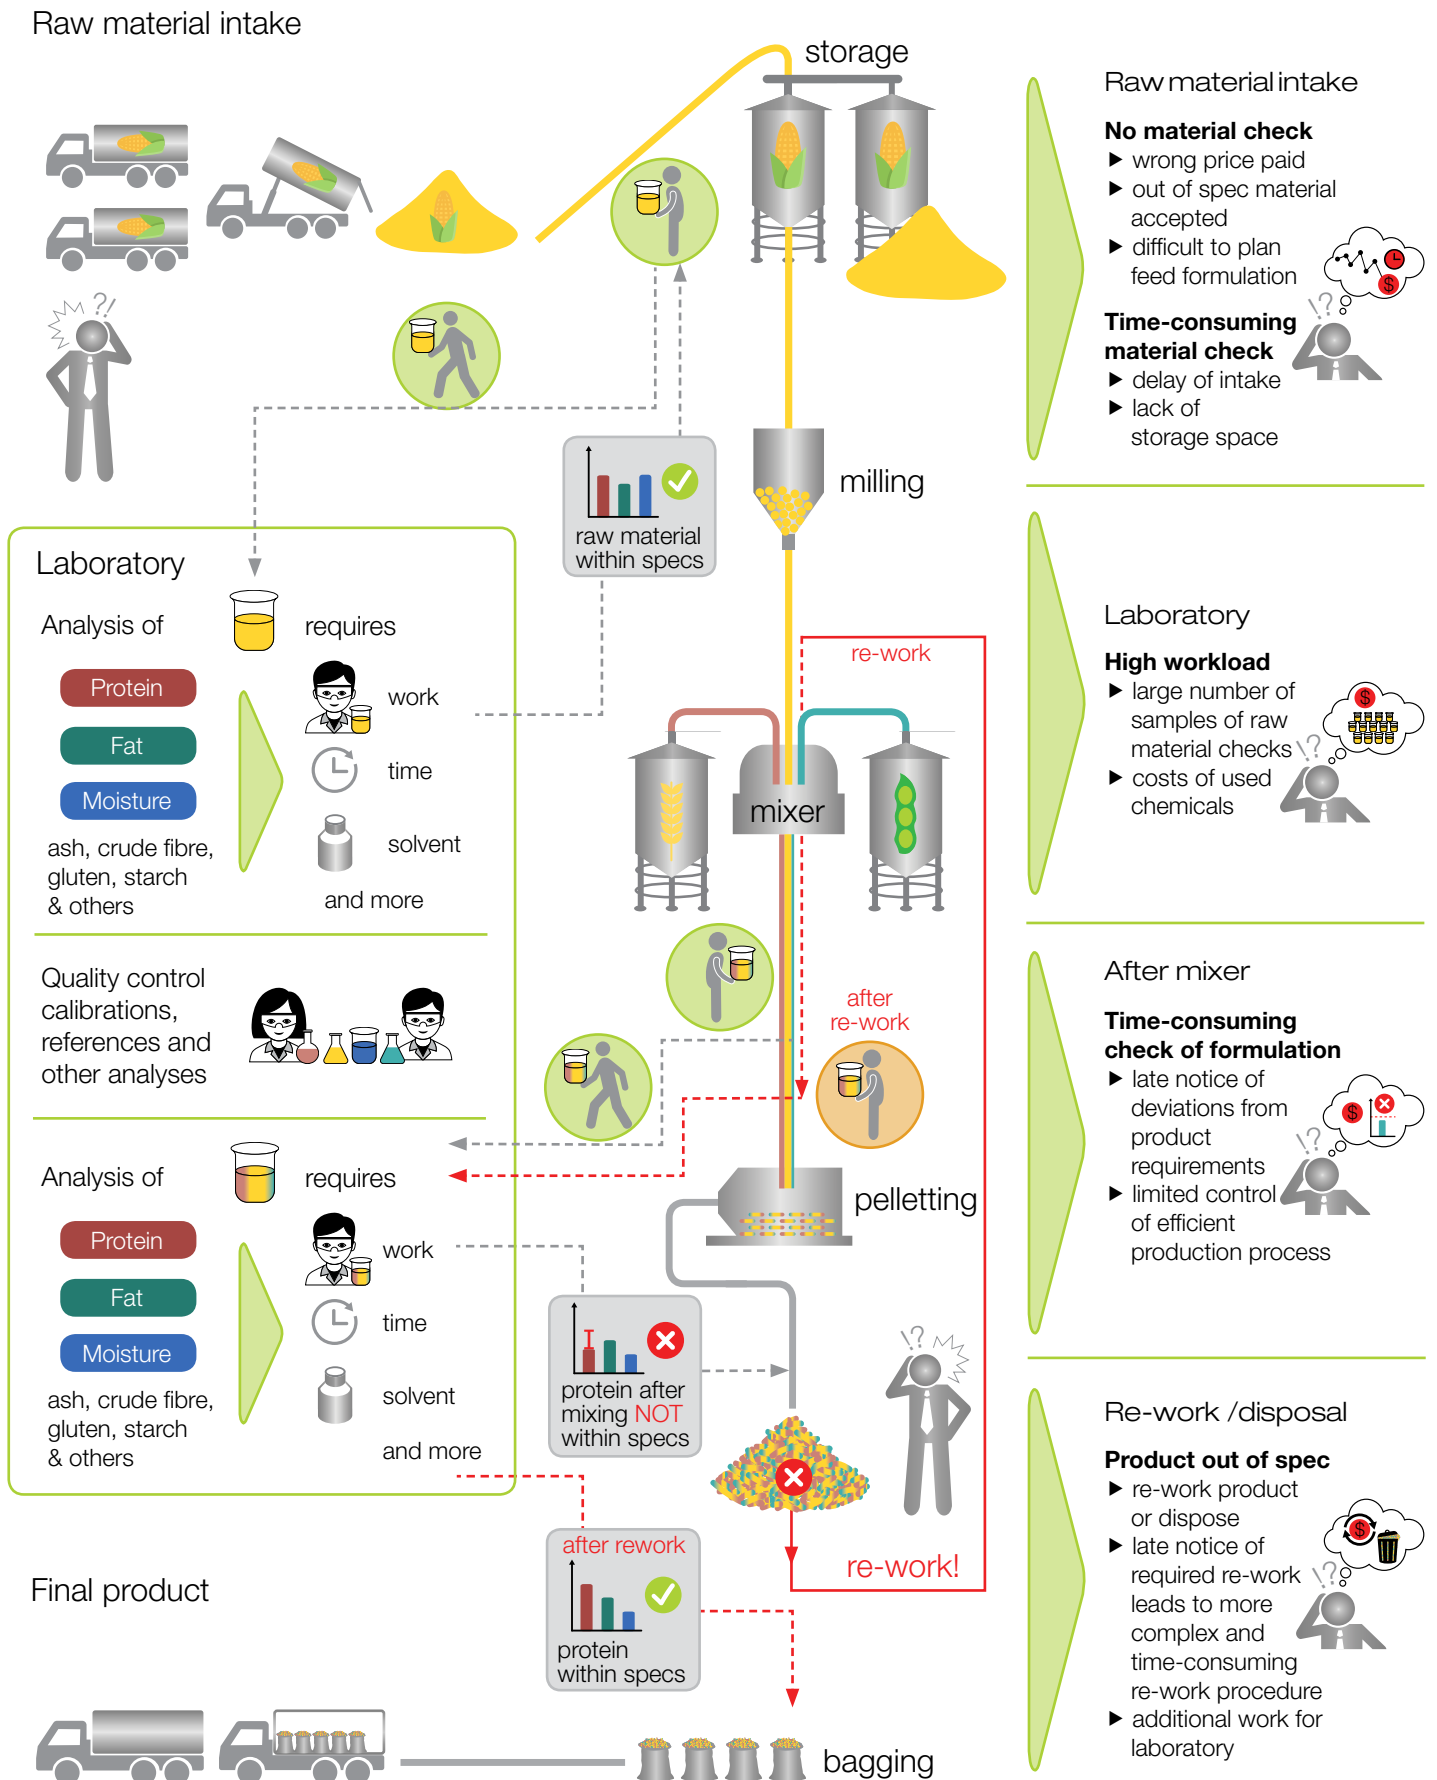 Raw material intake
storage
milling
raw material
within specs
Laboratory
Analysis of
requires
Protein
Fat
Moisture
ash, crude fibre,
gluten, starch
& others
work
time
solvent
and more
Quality control
calibrations,
references and
other analyses
Analysis of
requires
Protein
Fat
Moisture
ash, crude fibre,
gluten, starch
& others
work
time
solvent
and more
re-work
mixer
after
re-work
pelletting
protein after
mixing NOT
within specs
re-work!
after rework
protein
within specs
Final product
bagging
Raw material intake
No material check
▶ wrong price paid
▶ out of spec material
accepted
▶ difficult to plan
feed formulation
Time-consuming
material check
▶ delay of intake
▶ lack of
storage space
!?
$
Laboratory
High workload
▶ large number of
samples of raw
material checks
▶ costs of used
chemicals
!?
$
After mixer
Time-consuming
check of formulation
▶ late notice of
deviations from
product
requirements
▶ limited control
of efficient
production process
!?
$
Re-work /disposal
Product out of spec
▶ re-work product
or dispose
▶ late notice of
required re-work
leads to more
complex and
time-consuming
re-work procedure
▶ additional work for
laboratory
!?
$
?!
!?